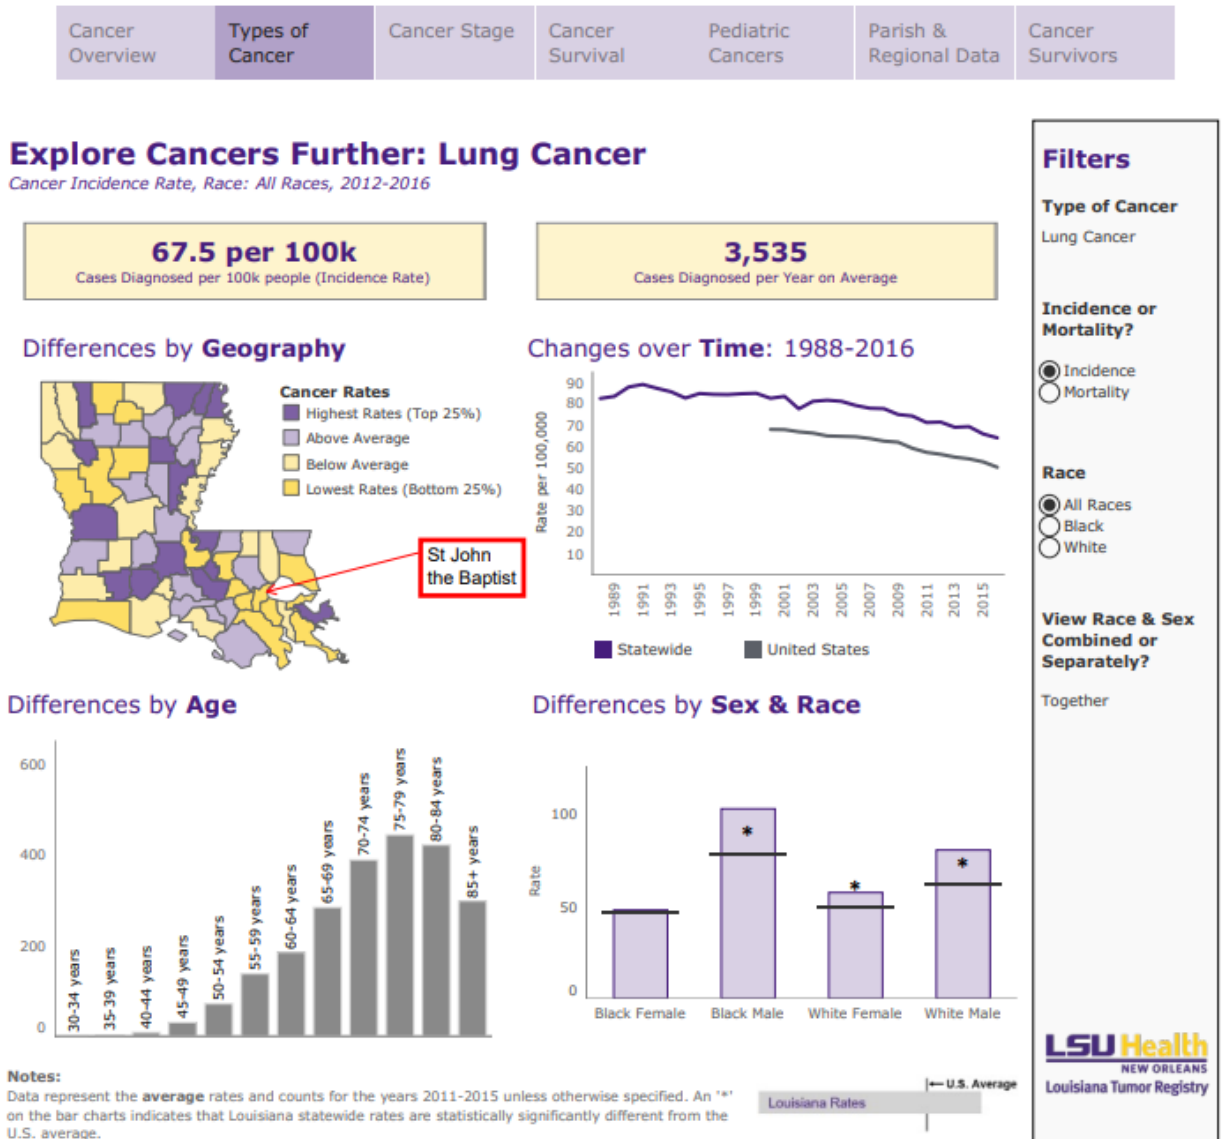 Cancer Overview
Types of Cancer
Cancer Stage
Cancer Survival
Pediatric Cancers
Parish & Regional Data
Cancer Survivors
Explore Cancers Further: Lung Cancer
Cancer Incidence Rate, Race: All Races, 2012-2016
67.5 per 100k
Cases Diagnosed per 100k people (Incidence Rate)
3,535
Cases Diagnosed per Year on Average
Differences by Geography
Cancer Rates
Highest Rates (Top 25%)
Above Average
Below Average
Lowest Rates (Bottom 25%)
St John
the Baptist
Changes over Time: 1988-2016
Rate per 100,000
90
80
70
60
50
40
30
20
10
1989
1991
1993
1995
1997
1999
2001
2003
2005
2007
2009
2011
2013
2015
Statewide
United States
Differences by Age
600
400
200
0
30-34 years
35-39 years
40-44 years
45-49 years
50-54 years
55-59 years
60-64 years
65-69 years
70-74 years
75-79 years
80-84 years
85+ years
Differences by Sex & Race
Rate
100
50
0
*
*
*
Black Female
Black Male
White Female
White Male
Notes:
Data represent the average rates and counts for the years 2011-2015 unless otherwise specified. An '*'
on the bar charts indicates that Louisiana statewide rates are statistically significantly different from the
U.S. average.
U.S. Average
Louisiana Rates
Filters
Type of Cancer
Lung Cancer
Incidence or
Mortality?
Incidence
Mortality
Race
All Races
Black
White
View Race & Sex
Combined or
Separately?
Together
LSU Health
NEW ORLEANS
Louisiana Tumor Registry